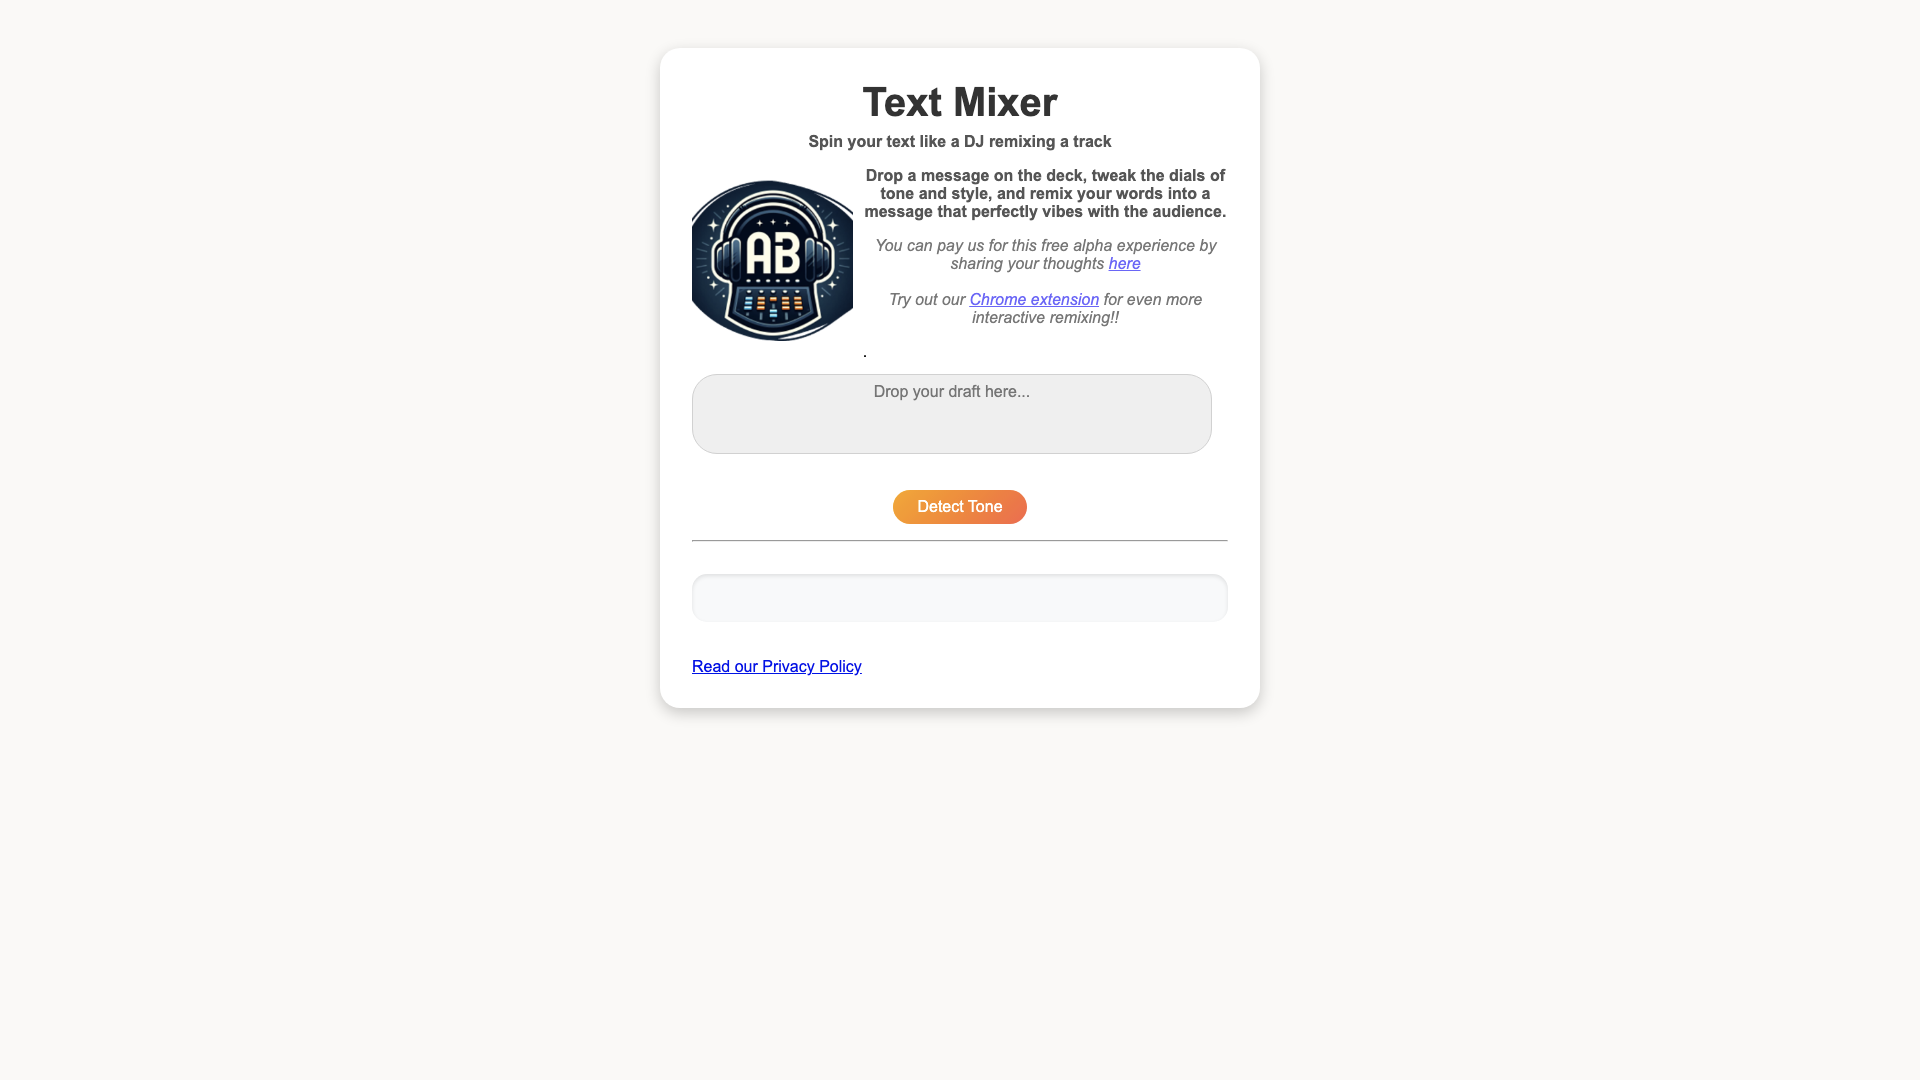 Text Mixer
Spin your text like a DJ remixing a track
Drop a message on the deck, tweak the dials of
tone and style, and remix your words into a
message that perfectly vibes with the audience.
AB
You can pay us for this free alpha experience by
sharing your thoughts here
Try out our Chrome extension for even more
interactive remixing!!
.
Drop your draft here...
Detect Tone
Read our Privacy Policy